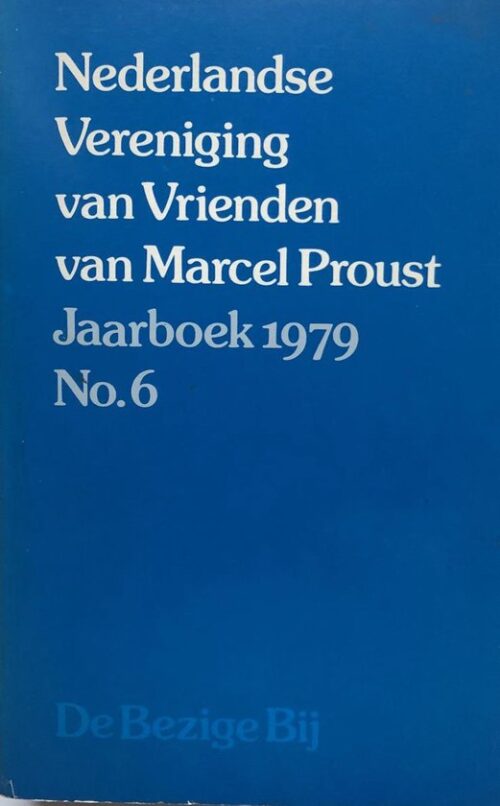 Nederlandse
Vereniging
van Vrienden
van Marcel Proust
Jaarboek 1979
No. 6
De Bezige Bij